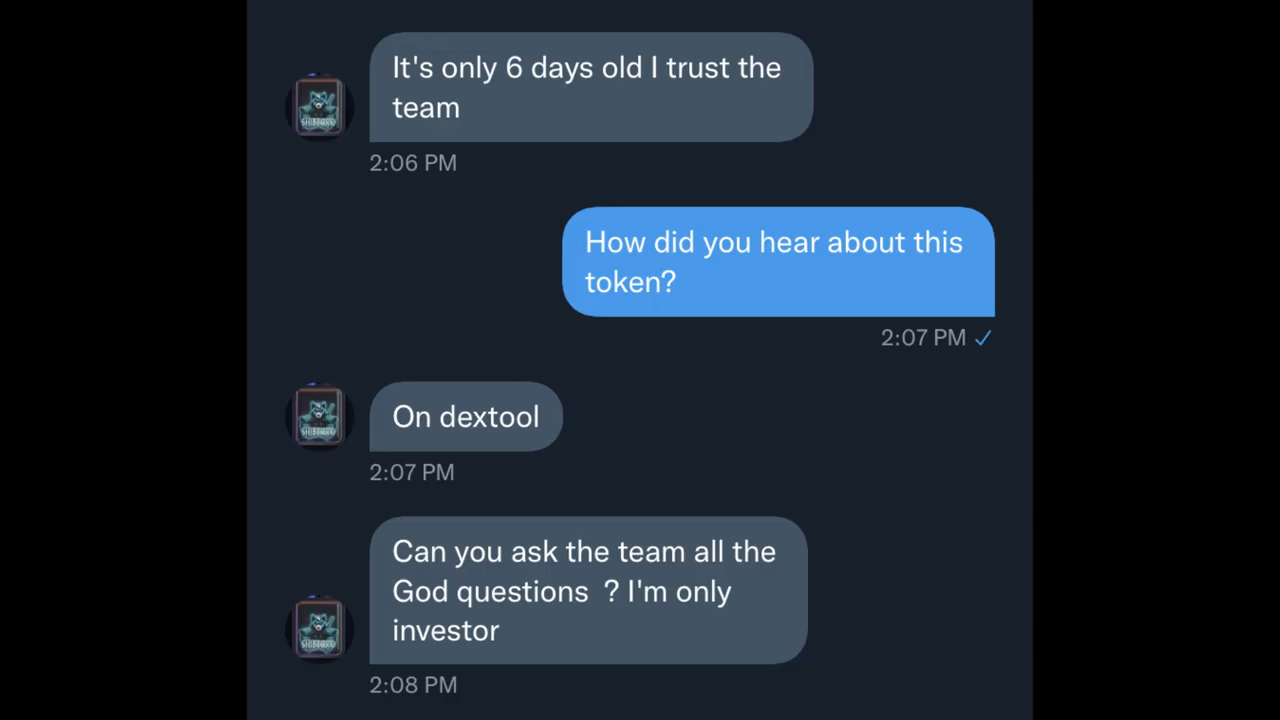 It's only 6 days old I trust the
team
2:06 PM
How did you hear about this
token?
2:07 PM ✓
On dextool
2:07 PM
Can you ask the team all the
God questions  ? I'm only
investor
2:08 PM